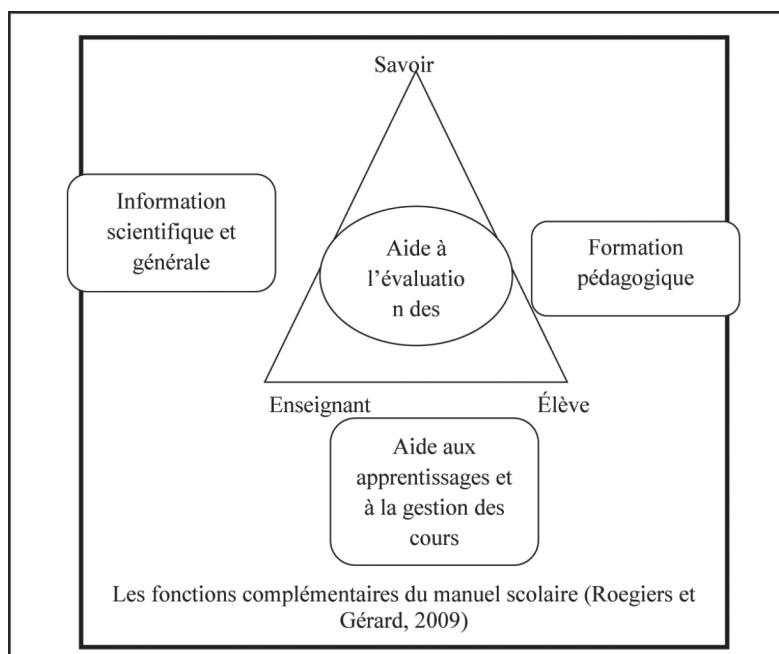 Savoir
Information
scientifique et
générale
Aide à
l’évaluatio
n des
Formation
pédagogique
Enseignant
Élève
Aide aux
apprentissages et
à la gestion des
cours
Les fonctions complémentaires du manuel scolaire (Roegiers et
Gérard, 2009)